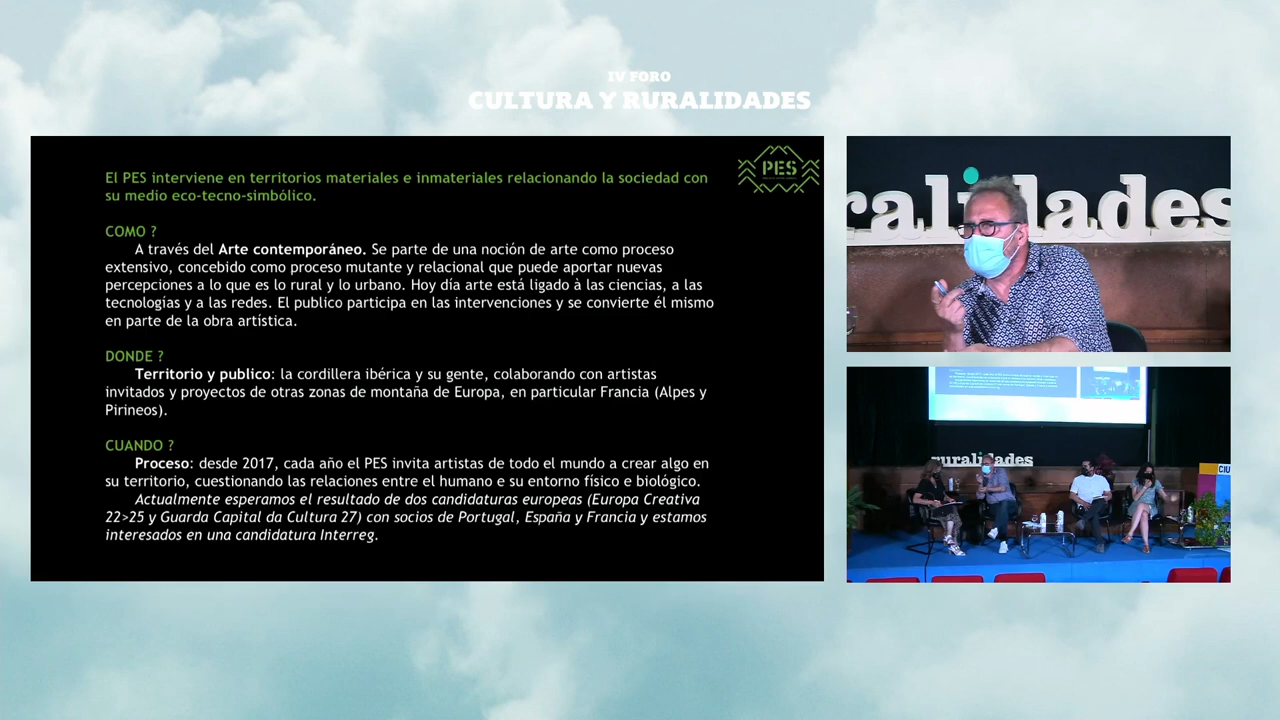 IV FORO
CULTURA Y RURALIDADES
PES
El PES interviene en territorios materiales e inmateriales relacionando la sociedad con
su medio eco-tecno-simbólico.
COMO ?
A través del Arte contemporáneo. Se parte de una noción de arte como proceso
extensivo, concebido como proceso mutante y relacional que puede aportar nuevas
percepciones a lo que es lo rural y lo urbano. Hoy día arte está ligado à las ciencias, a las
tecnologías y a las redes. El publico participa en las intervenciones y se convierte él mismo
en parte de la obra artística.
DONDE ?
Territorio y publico: la cordillera ibérica y su gente, colaborando con artistas
invitados y proyectos de otras zonas de montaña de Europa, en particular Francia (Alpes y
Pirineos).
CUANDO ?
Proceso: desde 2017, cada año el PES invita artistas de todo el mundo a crear algo en
su territorio, cuestionando las relaciones entre el humano e su entorno físico e biológico.
Actualmente esperamos el resultado de dos candidaturas europeas (Europa Creativa
22>25 y Guarda Capital da Cultura 27) con socios de Portugal, España y Francia y estamos
interesados en una candidatura Interreg.
ralidades
ruralidades
CIU